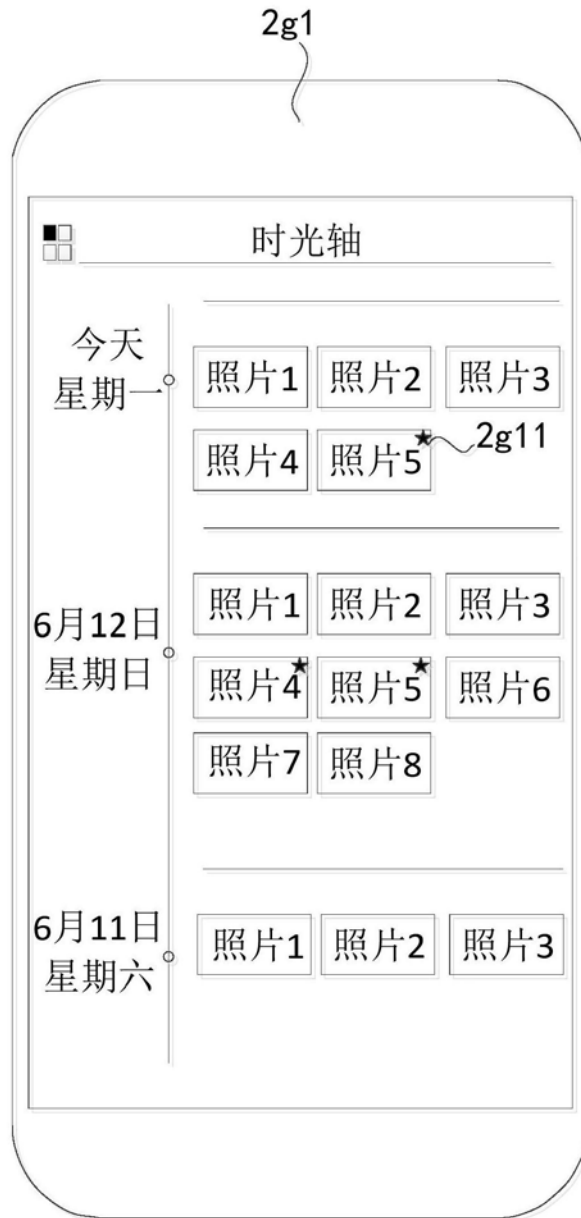 2g1
时光轴
今天
星期一
照片1 照片2 照片3
照片4 照片5 2g11
6月12日
星期日
照片1 照片2 照片3
照片4 照片5 照片6
照片7 照片8
6月11日
星期六
照片1 照片2 照片3